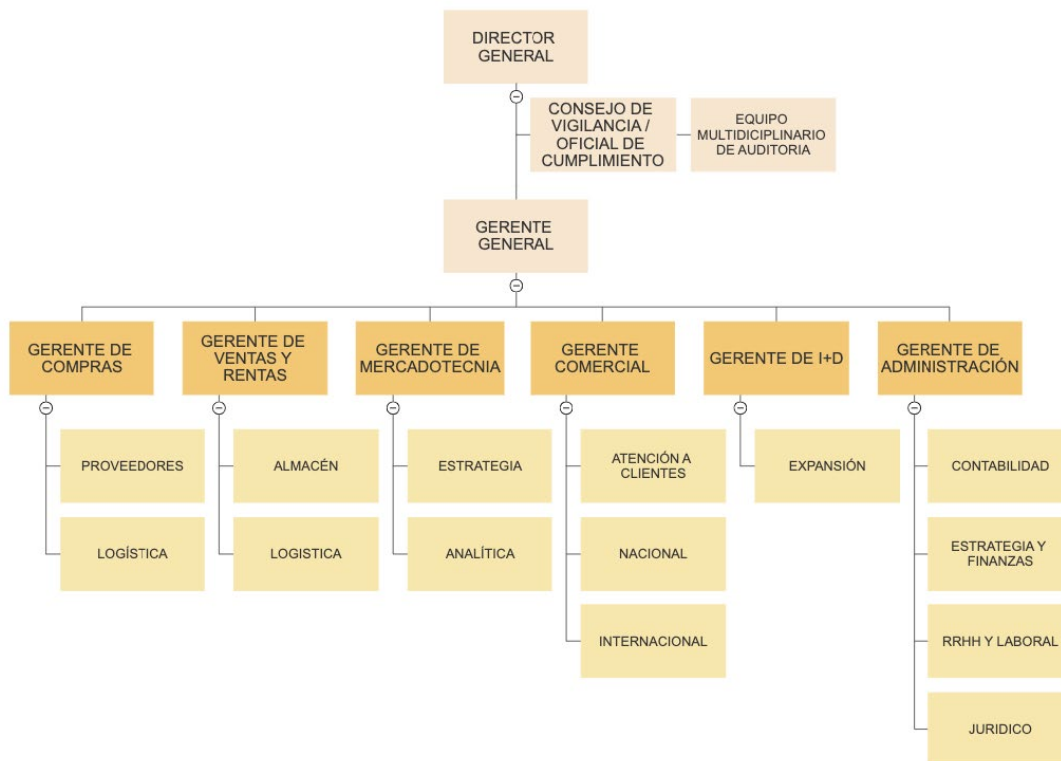 DIRECTOR
GENERAL
CONSEJO DE
VIGILANCIA /
OFICIAL DE
CUMPLIMIENTO
EQUIPO
MULTIDICIPLINARIO
DE AUDITORIA
GERENTE
GENERAL
GERENTE DE
COMPRAS
GERENTE DE
VENTAS Y
RENTAS
GERENTE DE
MERCADOTECNIA
GERENTE
COMERCIAL
GERENTE DE I+D
GERENTE DE
ADMINISTRACIÓN
PROVEEDORES
ALMACÉN
ESTRATEGIA
ATENCIÓN A
CLIENTES
EXPANSIÓN
CONTABILIDAD
LOGÍSTICA
LOGISTICA
ANALÍTICA
NACIONAL
ESTRATEGIA Y
FINANZAS
INTERNACIONAL
RRHH Y LABORAL
JURIDICO